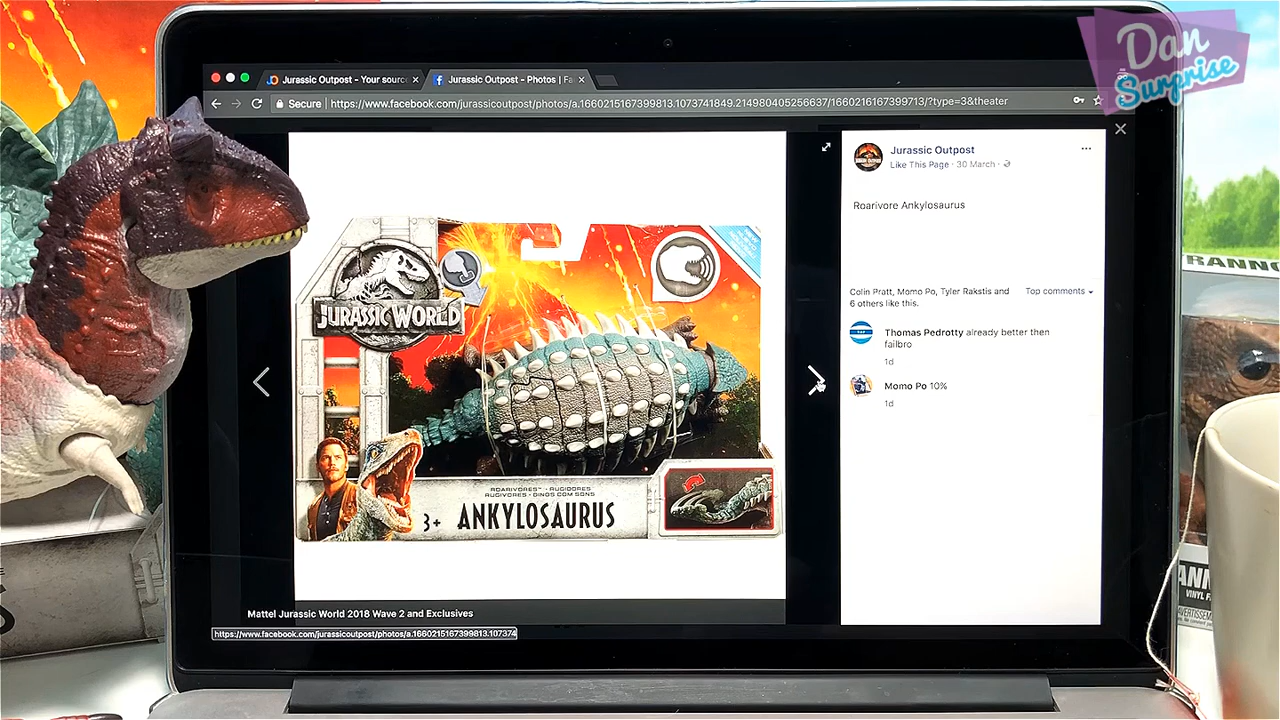 Dan
Surprise
Jurassic Outpost - Your source
Jurassic Outpost - Photos | Fa
Secure | https://www.facebook.com/jurassicoutpost/photos/a.1660215167399813.1073741849.214980405256637/1660216167399713/?type=3&theater
Jurassic Outpost
Like This Page · 30 March ·
Roarivore Ankylosaurus
Colin Pratt, Momo Po, Tyler Rakstis and
6 others like this.
Top comments
Thomas Pedrotty already better then
failbro
1d
Momo Po 10%
1d
JURASSIC WORLD
ROARIVORES · RUGIDORES
RUGIVORES · DINOS COM SONS
3+ ANKYLOSAURUS
Mattel Jurassic World 2018 Wave 2 and Exclusives
https://www.facebook.com/jurassicoutpost/photos/a.1660215167399813.107374
TRANNO
ANN
VINYL F